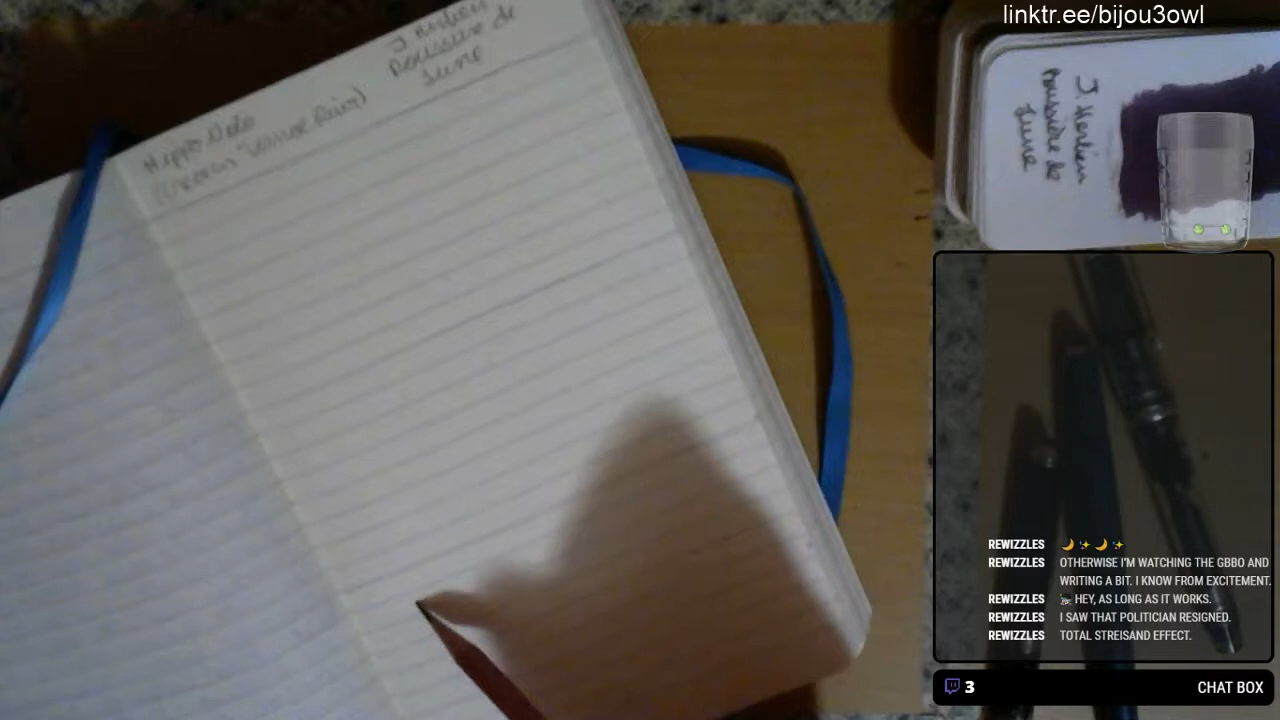 linktr.ee/bijou3owl
J. Herbin
Poussière de
Lune
Hippo Noto
J. Herbin
Poussière de
Lune
REWIZZLES 🌙 ✨ 🌙 ✨
REWIZZLES OTHERWISE I'M WATCHING THE GBBO AND
WRITING A BIT. I KNOW FROM EXCITEMENT.
REWIZZLES HEY, AS LONG AS IT WORKS.
REWIZZLES I SAW THAT POLITICIAN RESIGNED.
REWIZZLES TOTAL STREISAND EFFECT.
3 CHAT BOX